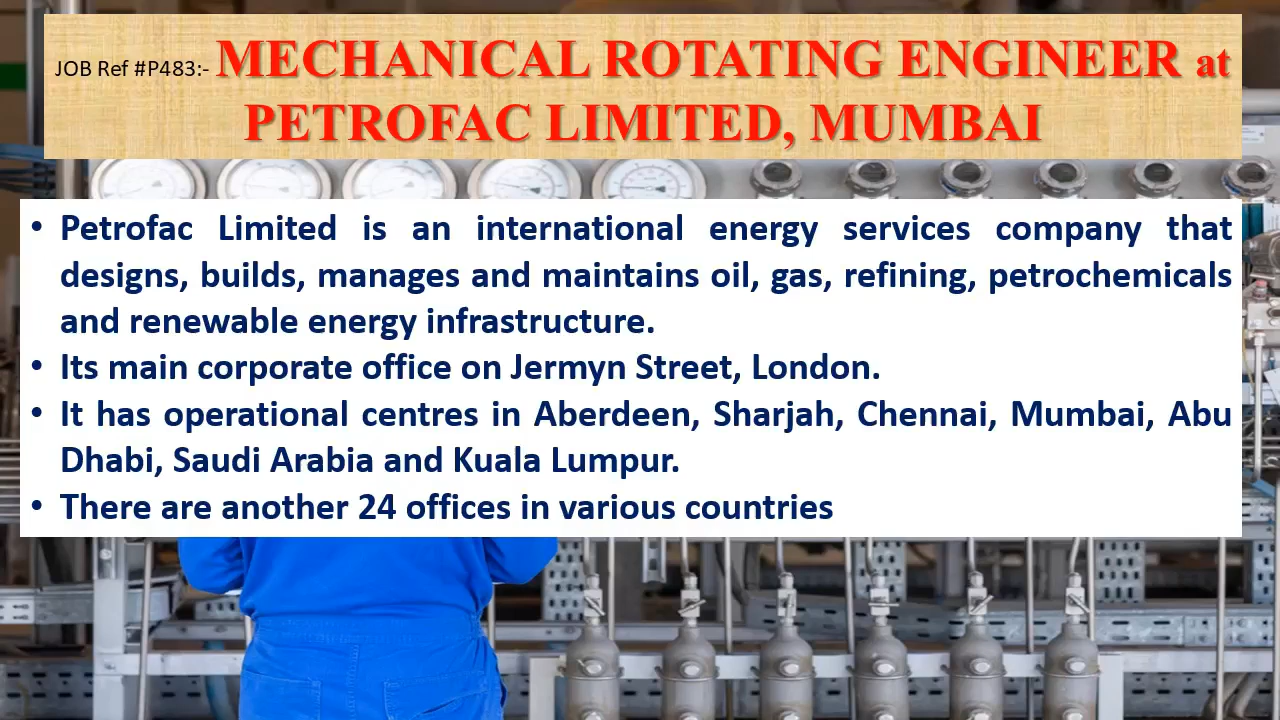 JOB Ref #P483:- MECHANICAL ROTATING ENGINEER at
PETROFAC LIMITED, MUMBAI
• Petrofac Limited is an international energy services company that
designs, builds, manages and maintains oil, gas, refining, petrochemicals
and renewable energy infrastructure.
• Its main corporate office on Jermyn Street, London.
• It has operational centres in Aberdeen, Sharjah, Chennai, Mumbai, Abu
Dhabi, Saudi Arabia and Kuala Lumpur.
• There are another 24 offices in various countries